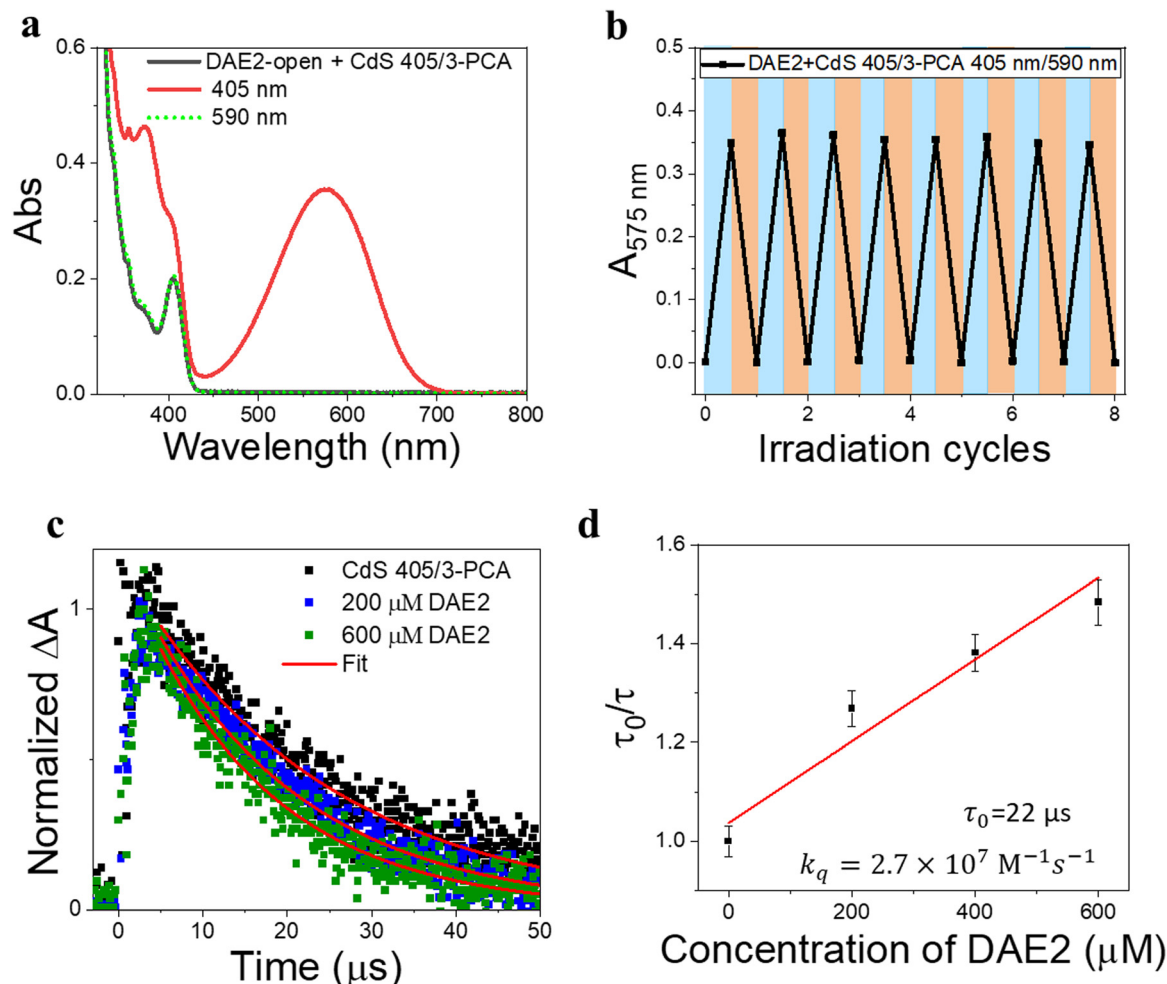 a
0.6
0.4
0.2
0.0
Abs
DAE2-open + CdS 405/3-PCA
405 nm
590 nm
400 500 600 700 800
Wavelength (nm)
b
0.5
0.4
0.3
0.2
0.1
0.0
A575 nm
DAE2+CdS 405/3-PCA 405 nm/590 nm
0 2 4 6 8
Irradiation cycles
c
1
0
Normalized ΔA
CdS 405/3-PCA
200 μM DAE2
600 μM DAE2
Fit
0 10 20 30 40 50
Time (μs)
d
1.6
1.4
1.2
1.0
τ0/τ
τ0=22 μs
kq = 2.7 × 10⁷ M⁻¹s⁻¹
0 200 400 600
Concentration of DAE2 (μM)